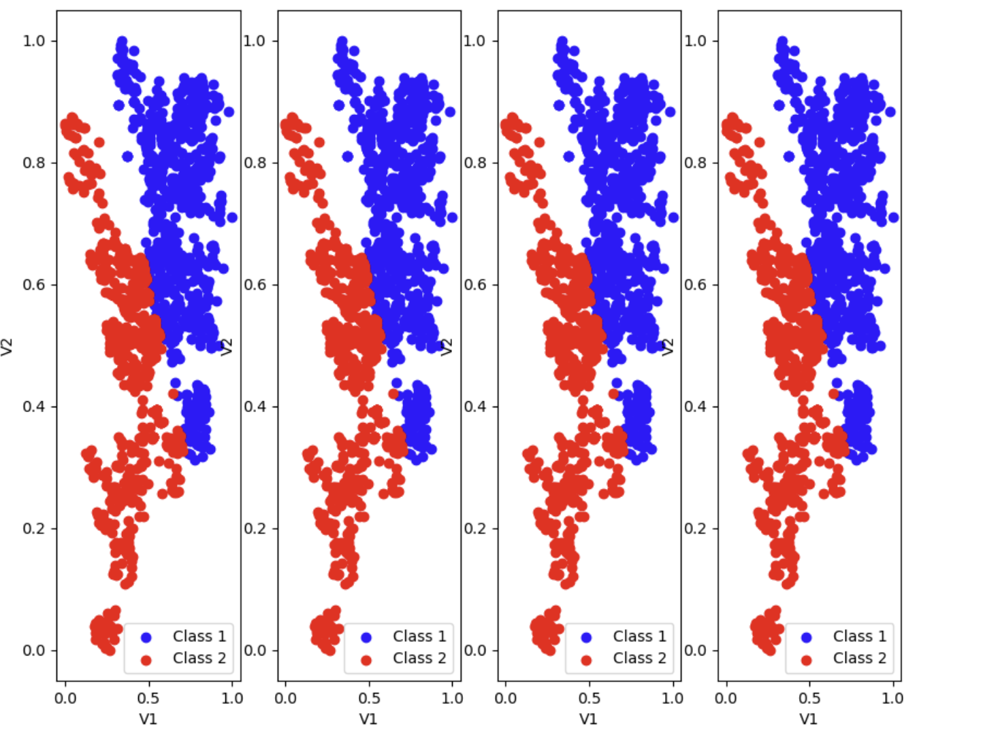 1.0 1.0 1.0 1.0
0.8 0.8 0.8 0.8
0.6 0.6 0.6 0.6
V2 V2 V2 V2
0.4 0.4 0.4 0.4
0.2 0.2 0.2 0.2
Class 1 Class 1 Class 1 Class 1
0.0 0.0 0.0 0.0
Class 2 Class 2 Class 2 Class 2
0.0 0.5 1.0 0.0 0.5 1.0 0.0 0.5 1.0 0.0 0.5 1.0
V1 V1 V1 V1